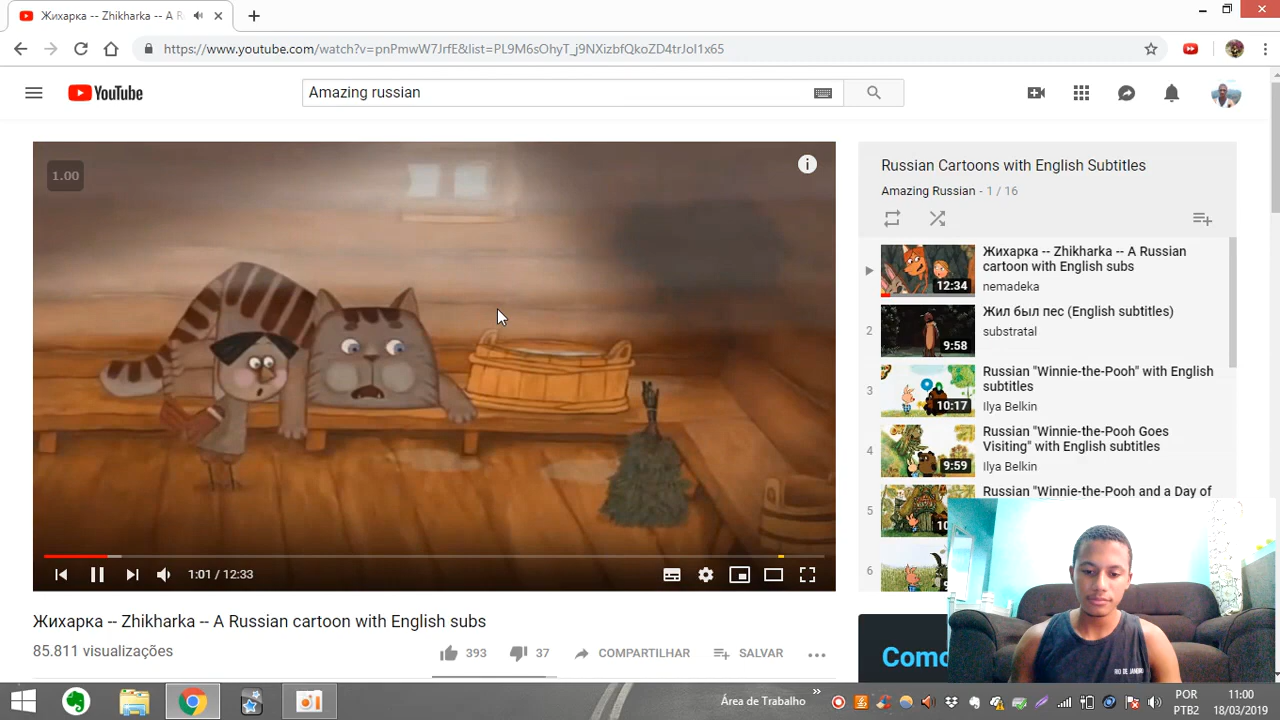 Жихарка -- Zhikharka -- A R
https://www.youtube.com/watch?v=pnPmwW7JrfE&list=PL9M6sOhyT_j9NXizbfQkoZD4trJoI1x65
YouTube
Amazing russian
1.00
1:01 / 12:33
Жихарка -- Zhikharka -- A Russian cartoon with English subs
85.811 visualizações
393
37
COMPARTILHAR
SALVAR
Russian Cartoons with English Subtitles
Amazing Russian - 1 / 16
Жихарка -- Zhikharka -- A Russian
cartoon with English subs
nemadeka
12:34
2
Жил был пес (English subtitles)
substratal
9:58
3
Russian "Winnie-the-Pooh" with English
subtitles
Ilya Belkin
10:17
4
Russian "Winnie-the-Pooh Goes
Visiting" with English subtitles
Ilya Belkin
9:59
5
Russian "Winnie-the-Pooh and a Day of
10
6
Como
RIO DE JANEIRO
Área de Trabalho
POR
PTB2
11:00
18/03/2019